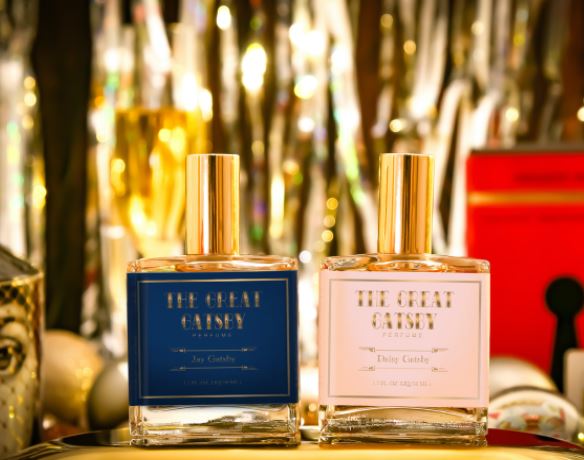 THE GREAT
GATSBY
PERFUME
Jay Gatsby
THE GREAT
GATSBY
PERFUME
Daisy Gatsby